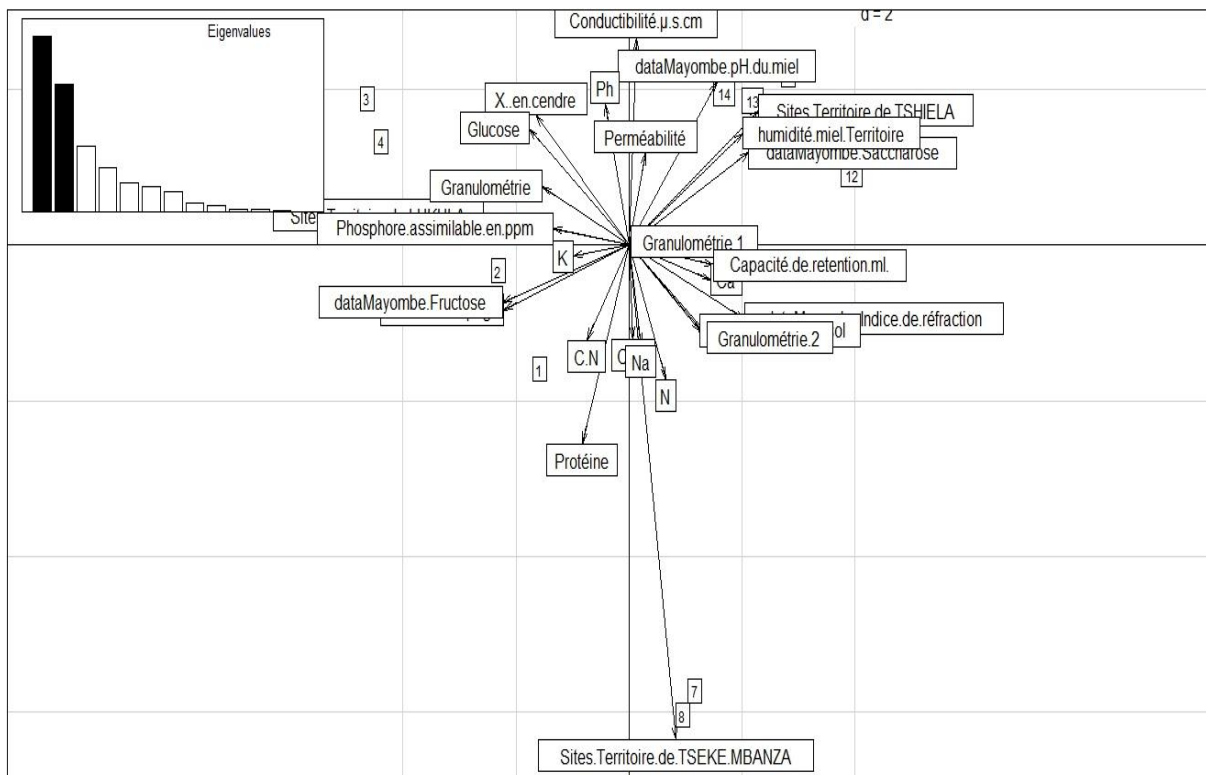 Eigenvalues
d = 2
Conductibilité.µ.s.cm
dataMayombe.pH.du.miel
Ph
14
13
3
X..en.cendre
Sites.Territoire.de.TSHIELA
Glucose
Perméabilité
humidité.miel.Territoire
4
dataMayombe.Saccharose
12
Granulométrie
Phosphore.assimilable.en.ppm
Granulométrie.1
K
Capacité.de.retention.ml.
2
Ca
dataMayombe.Fructose
Indice.de.réfraction
Granulométrie.2
C.N
Na
1
N
Protéine
7
8
Sites.Territoire.de.TSEKE.MBANZA